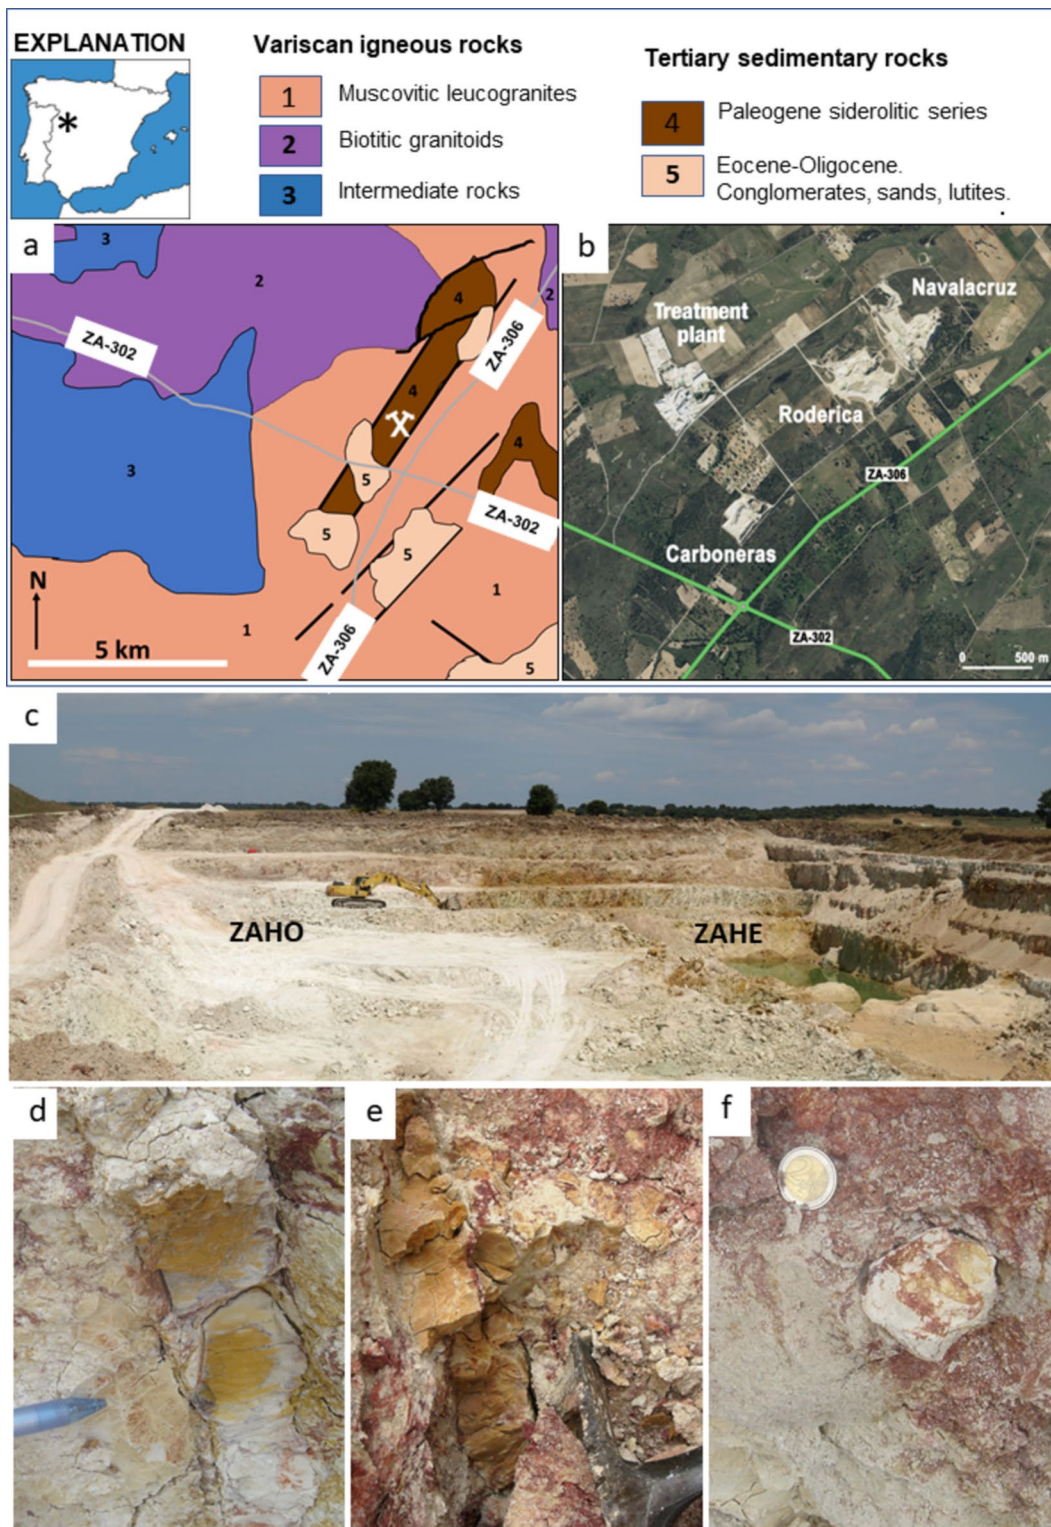 EXPLANATION
*
Variscan igneous rocks
1 Muscovitic leucogranites
2 Biotitic granitoids
3 Intermediate rocks
Tertiary sedimentary rocks
4 Paleogene siderolitic series
5 Eocene-Oligocene.
Conglomerates, sands, lutites.
.
a
3
2
2
4
ZA-302
ZA-306
4
4
3
5
ZA-302
5
5
1
N
5 km
1
ZA-306
5
b
Navalacruz
Treatment
plant
Roderica
ZA-306
Carboneras
ZA-302
0 500 m
c
ZAHO
ZAHE
d
e
f